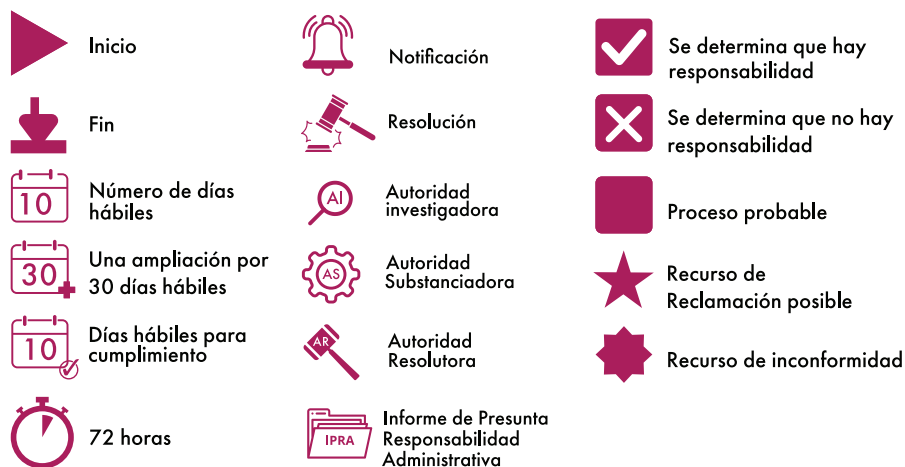 Inicio
Fin
10
Número de días
hábiles
30
Una ampliación por
30 días hábiles
10
Días hábiles para
cumplimiento
72 horas
Notificación
Resolución
AI
Autoridad
investigadora
AS
Autoridad
Substanciadora
AR
Autoridad
Resolutora
IPRA
Informe de Presunta
Responsabilidad
Administrativa
Se determina que hay
responsabilidad
Se determina que no hay
responsabilidad
Proceso probable
Recurso de
Reclamación posible
Recurso de inconformidad